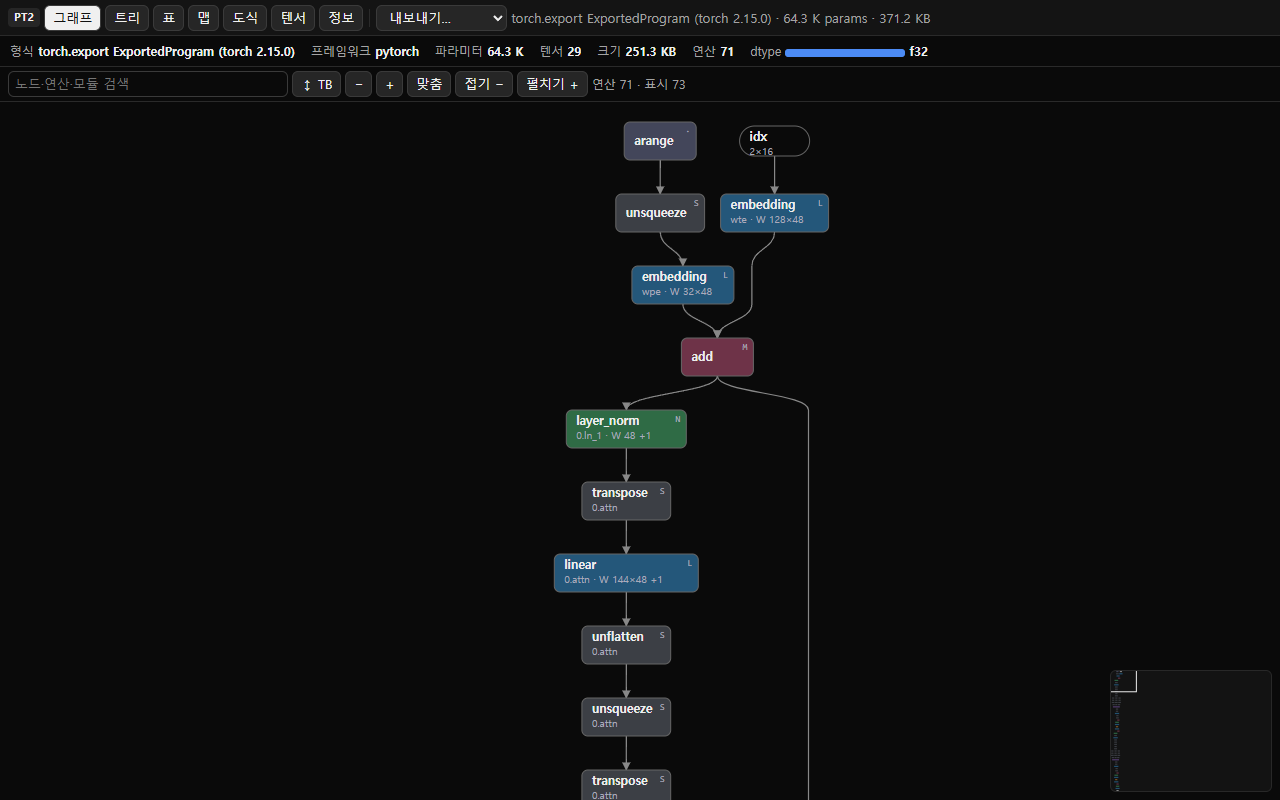 PT2 그래프 트리 표 맵 도식 텐서 정보 내보내기... torch.export ExportedProgram (torch 2.15.0) · 64.3 K params · 371.2 KB
형식 torch.export ExportedProgram (torch 2.15.0) 프레임워크 pytorch 파라미터 64.3 K 텐서 29 크기 251.3 KB 연산 71 dtype f32
노드·연산·모듈 검색 ↕ TB − + 맞춤 접기 − 펼치기 + 연산 71 · 표시 73
arange ·
idx
2×16
unsqueeze S
embedding L
wte · W 128×48
embedding L
wpe · W 32×48
add M
layer_norm N
0.ln_1 · W 48 +1
transpose S
0.attn
linear L
0.attn · W 144×48 +1
unflatten S
0.attn
unsqueeze S
0.attn
transpose S
0.attn